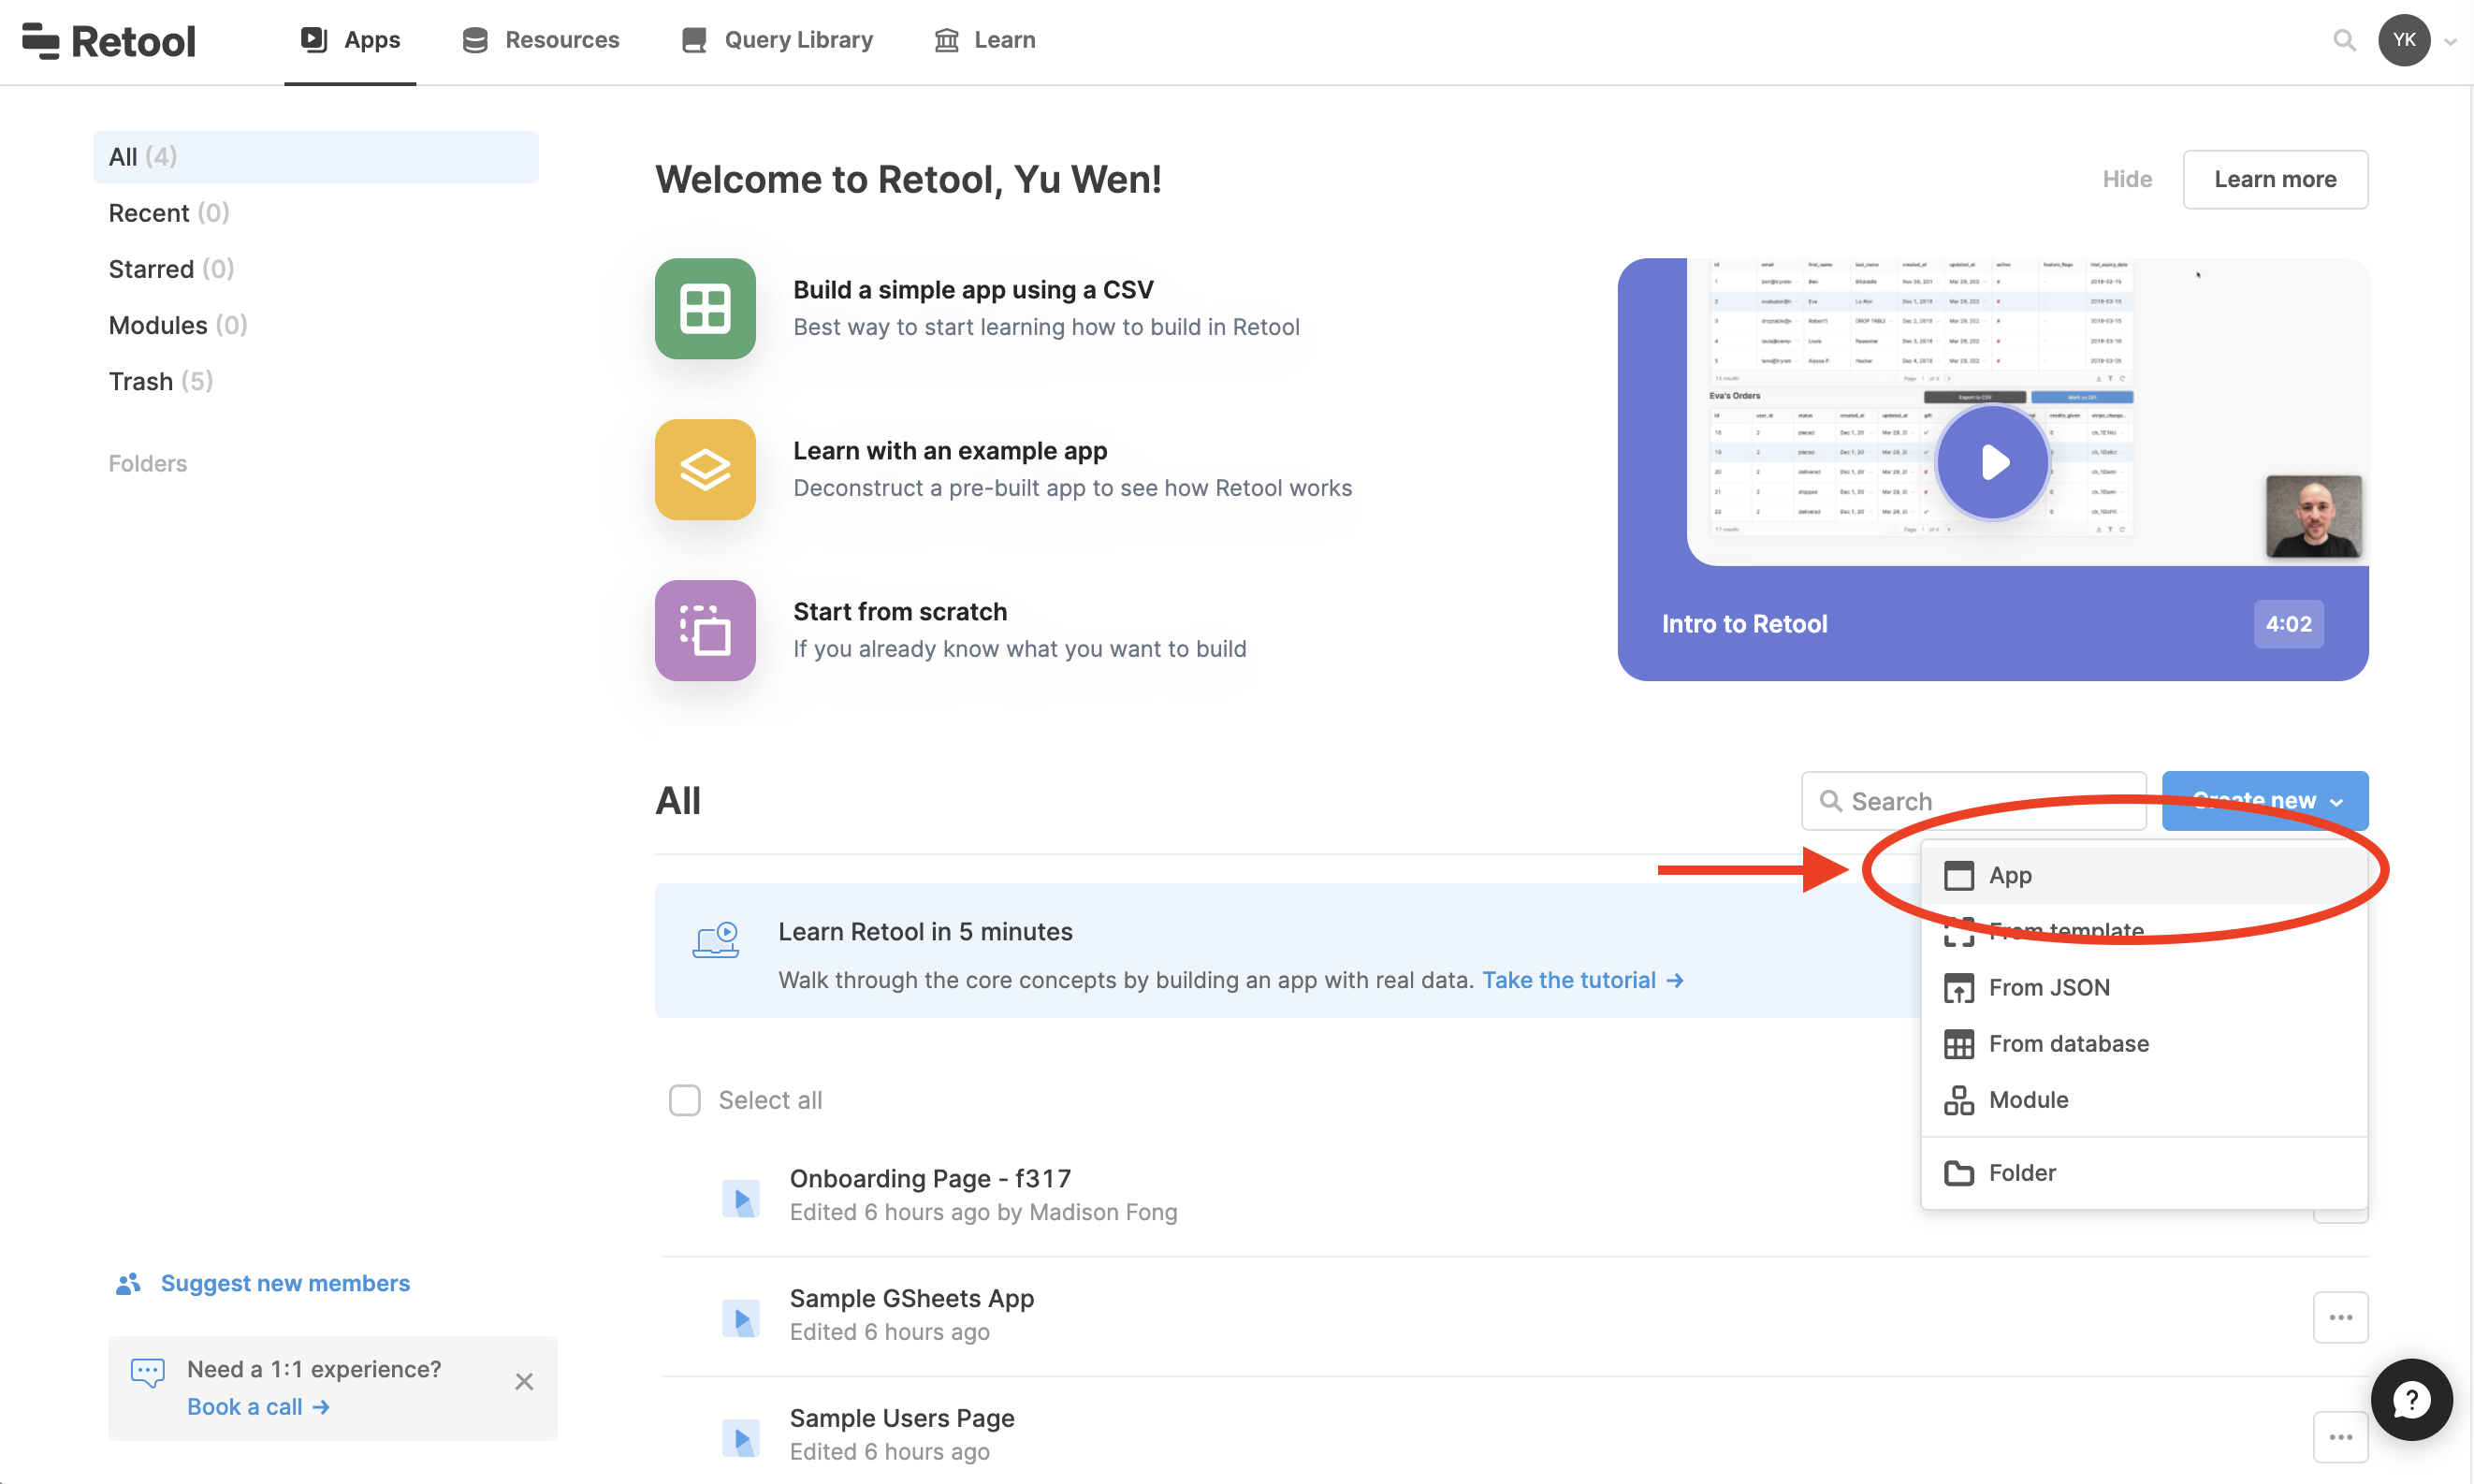 Retool
Apps
Resources
Query Library
Learn
YK
All (4)
Recent (0)
Starred (0)
Modules (0)
Trash (5)
Folders
Welcome to Retool, Yu Wen!
Hide
Learn more
Build a simple app using a CSV
Best way to start learning how to build in Retool
Learn with an example app
Deconstruct a pre-built app to see how Retool works
Start from scratch
If you already know what you want to build
Eva's Orders
Export to CSV
Intro to Retool
4:02
All
Search
Create new
App
From template
From JSON
From database
Module
Folder
Learn Retool in 5 minutes
Walk through the core concepts by building an app with real data. Take the tutorial →
Select all
Onboarding Page - f317
Edited 6 hours ago by Madison Fong
Sample GSheets App
Edited 6 hours ago
Sample Users Page
Edited 6 hours ago
Suggest new members
Need a 1:1 experience?
Book a call →